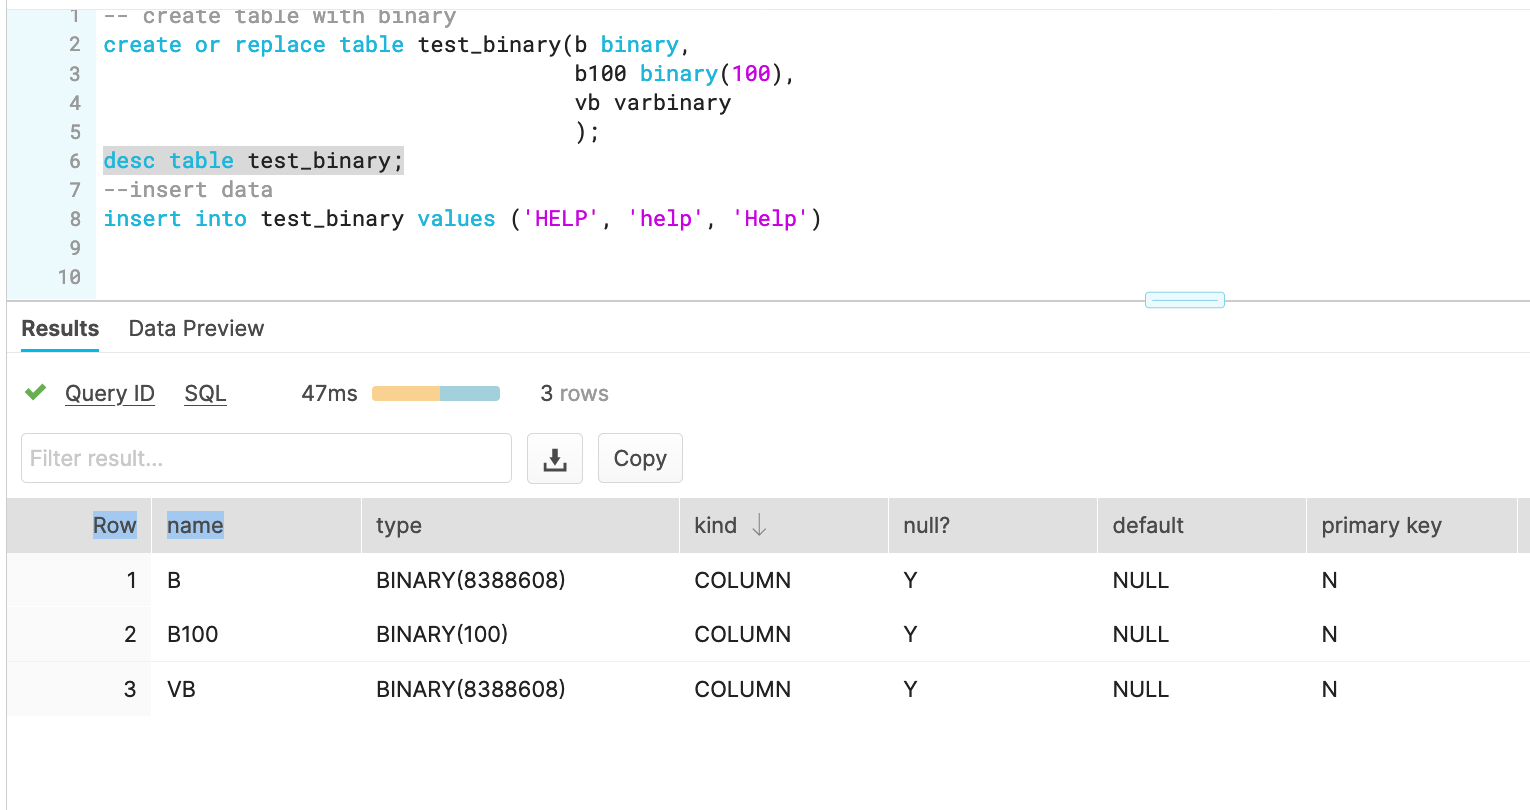 1 -- create table with binary
2 create or replace table test_binary(b binary,
3 b100 binary(100),
4 vb varbinary
5 );
6 desc table test_binary;
7 --insert data
8 insert into test_binary values ('HELP', 'help', 'Help')
9
10
Results Data Preview
Query ID SQL 47ms 3 rows
Filter result... Copy
Row name type kind null? default primary key
1 B BINARY(8388608) COLUMN Y NULL N
2 B100 BINARY(100) COLUMN Y NULL N
3 VB BINARY(8388608) COLUMN Y NULL N